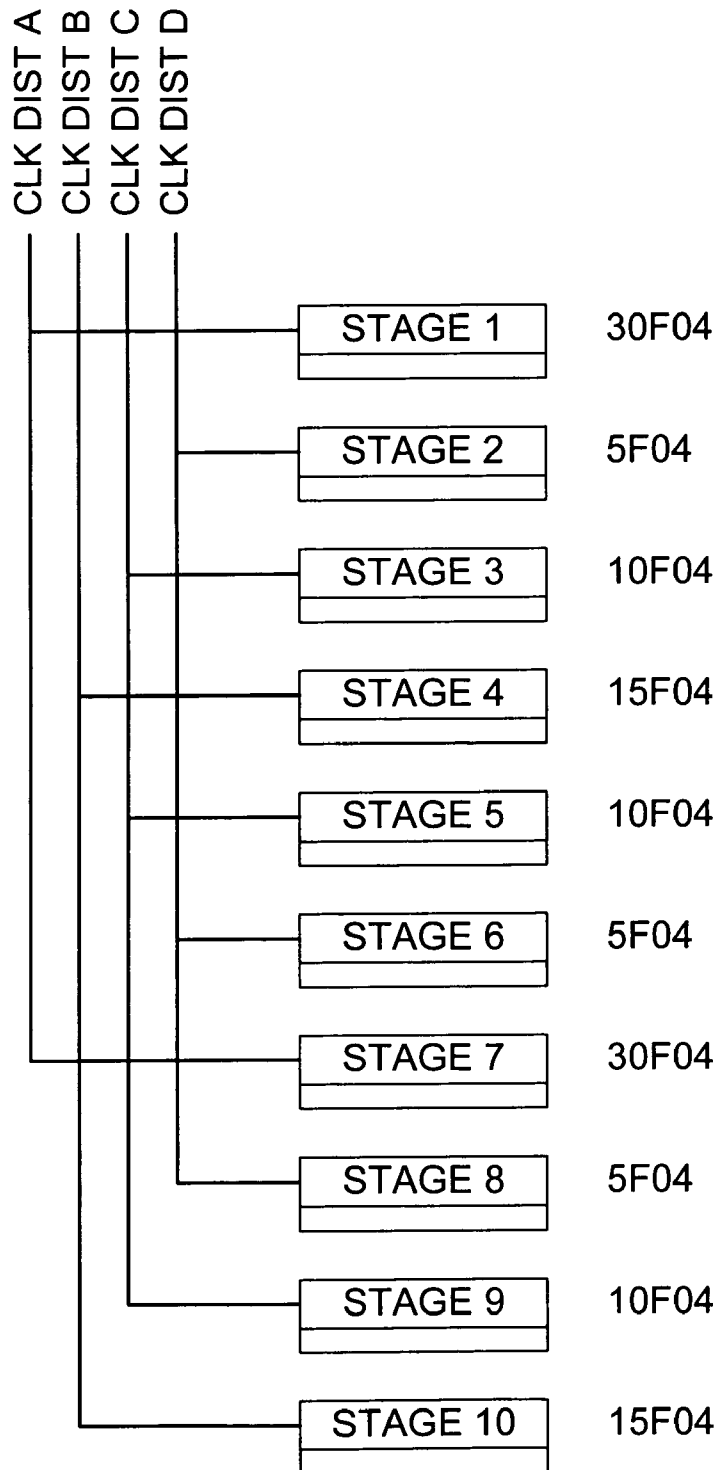 CLK DIST A
CLK DIST B
CLK DIST C
CLK DIST D
STAGE 1 30F04
STAGE 2 5F04
STAGE 3 10F04
STAGE 4 15F04
STAGE 5 10F04
STAGE 6 5F04
STAGE 7 30F04
STAGE 8 5F04
STAGE 9 10F04
STAGE 10 15F04